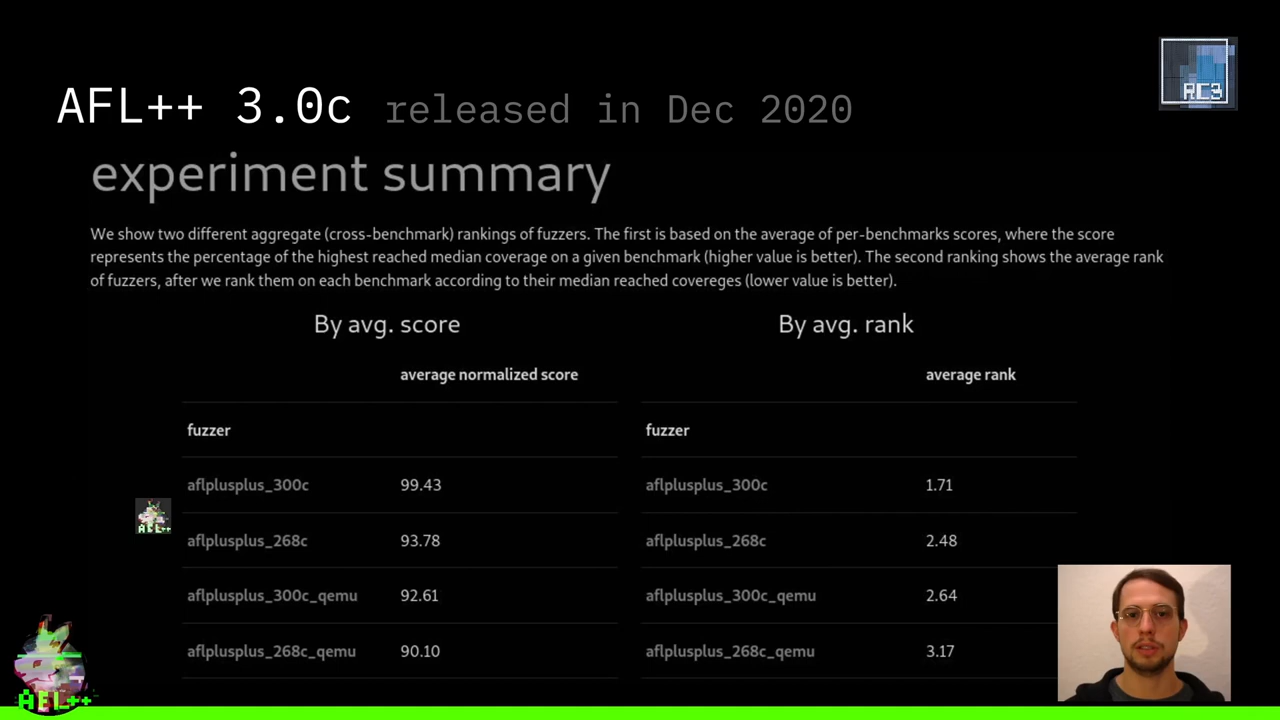 RC3
AFL++ 3.0c released in Dec 2020
experiment summary
We show two different aggregate (cross-benchmark) rankings of fuzzers. The first is based on the average of per-benchmarks scores, where the score
represents the percentage of the highest reached median coverage on a given benchmark (higher value is better). The second ranking shows the average rank
of fuzzers, after we rank them on each benchmark according to their median reached covereges (lower value is better).
By avg. score
average normalized score
fuzzer
aflplusplus_300c 99.43
aflplusplus_268c 93.78
aflplusplus_300c_qemu 92.61
aflplusplus_268c_qemu 90.10
By avg. rank
average rank
fuzzer
aflplusplus_300c 1.71
aflplusplus_268c 2.48
aflplusplus_300c_qemu 2.64
aflplusplus_268c_qemu 3.17
AFL++
AFL++